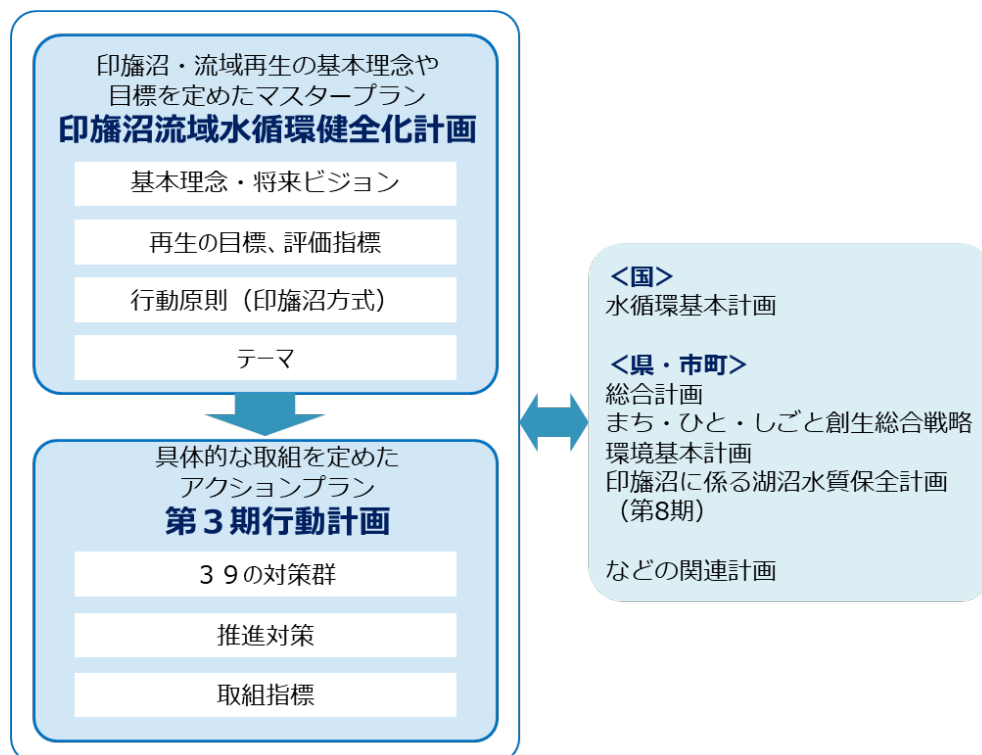 印旛沼・流域再生の基本理念や
目標を定めたマスタープラン
印旛沼流域水循環健全化計画
基本理念・将来ビジョン
再生の目標、評価指標
行動原則（印旛沼方式）
テーマ
具体的な取組を定めた
アクションプラン
第３期行動計画
３９の対策群
推進対策
取組指標
＜国＞
水循環基本計画
＜県・市町＞
総合計画
まち・ひと・しごと創生総合戦略
環境基本計画
印旛沼に係る湖沼水質保全計画
（第8期）
などの関連計画